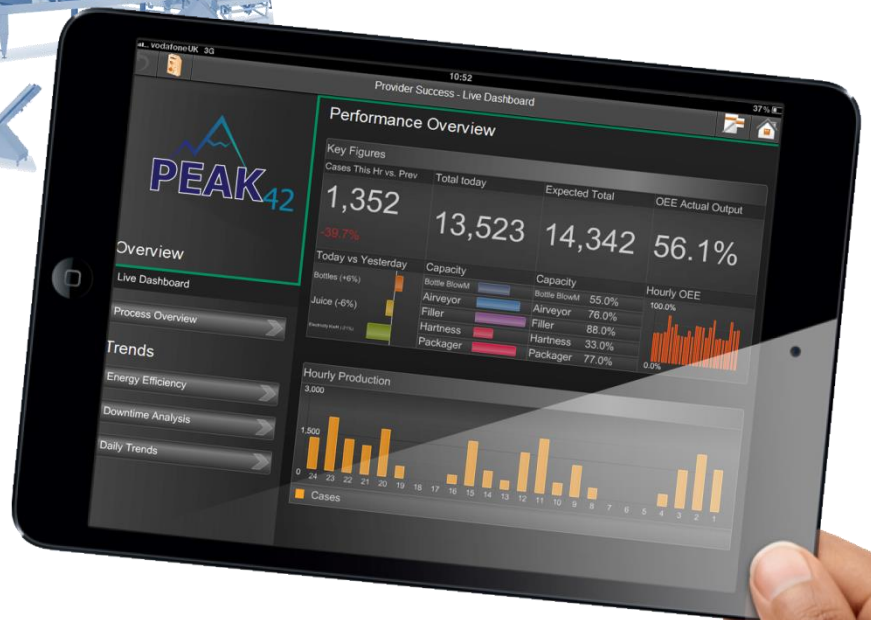 vodafoneUK 3G
10:52
37%
Provider Success - Live Dashboard
PEAK42
Overview
Live Dashboard
Process Overview
Trends
Energy Efficiency
Downtime Analysis
Daily Trends
Performance Overview
Key Figures
Cases This Hr vs. Prev
Total today
Expected Total
OEE Actual Output
1,352
13,523
14,342
56.1%
-39.7%
Today vs Yesterday
Capacity
Capacity
Hourly OEE
Bottles (+6%)
Juice (-6%)
Bottle BlowM
Airveyor
Filler
Hartness
Packager
Bottle BlowM 55.0%
Airveyor 76.0%
Filler 88.0%
Hartness 33.0%
Packager 77.0%
100.0%
0.0%
Hourly Production
3,000
1,500
0
24 23 22 21 20 19 18 17 16 15 14 13 12 11 10 9 8 7 6 5 4 3 2 1
Cases